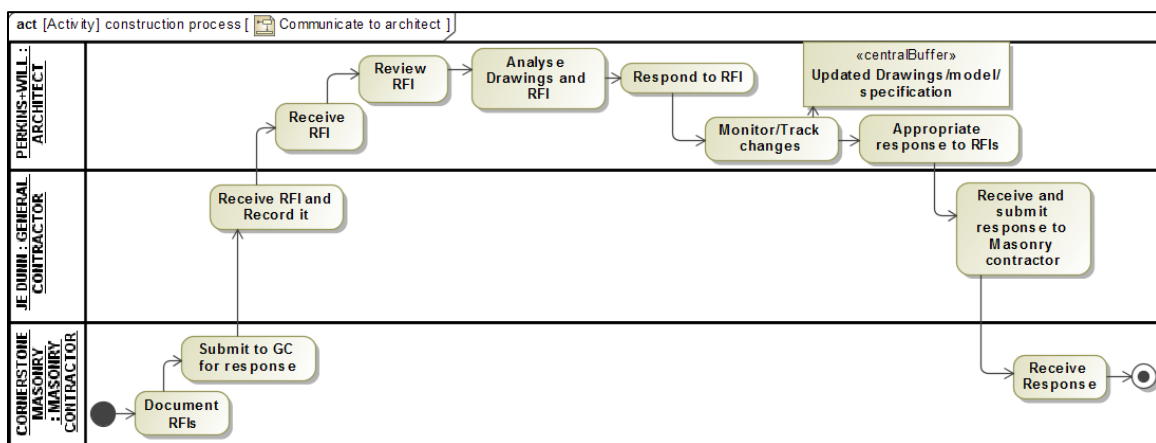 act [Activity] construction process [ Communicate to architect ]
PERKINS+WILL :
ARCHITECT
Review
RFI
Receive
RFI
Analyse
Drawings and
RFI
Respond to RFI
«centralBuffer»
Updated Drawings/model/
specification
Monitor/Track
changes
Appropriate
response to RFIs
JE DUNN : GENERAL
CONTRACTOR
Receive RFI and
Record it
Receive and
submit
response to
Masonry
contractor
CORNERSTONE
MASONRY
: MASONRY
CONTRACTOR
Submit to GC
for response
Document
RFIs
Receive
Response